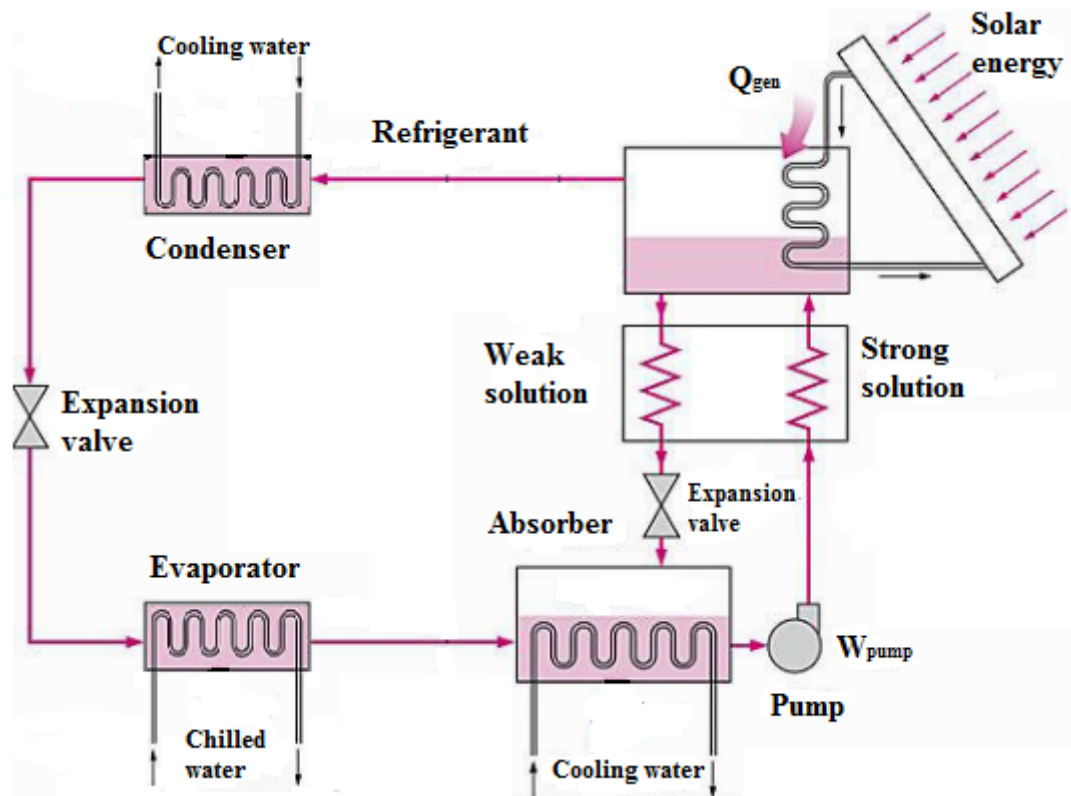 Cooling water
Solar
energy
Qgen
Refrigerant
Condenser
Weak
solution
Strong
solution
Expansion
valve
Expansion
valve
Absorber
Evaporator
Wpump
Pump
Chilled
water
Cooling water